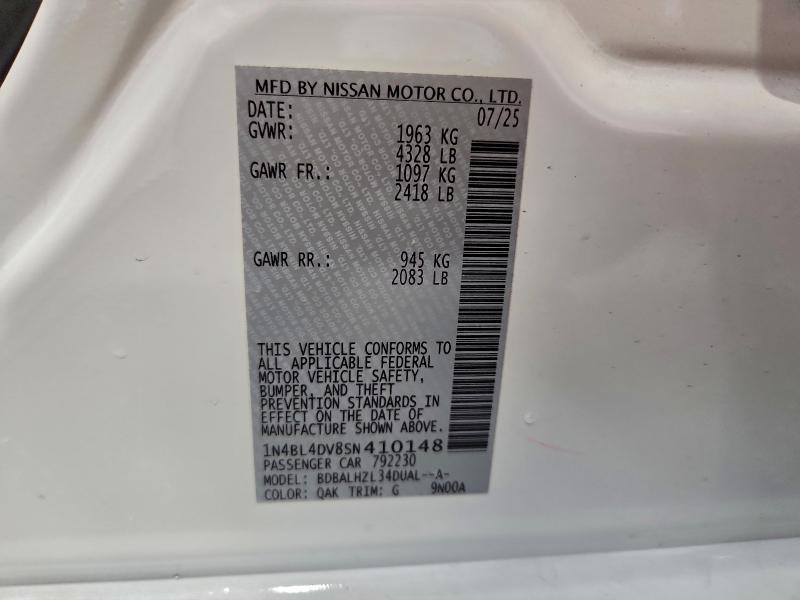 MFD BY NISSAN MOTOR CO., LTD.
DATE: 07/25
GVWR: 1963 KG
4328 LB
GAWR FR.: 1097 KG
2418 LB
GAWR RR.: 945 KG
2083 LB
THIS VEHICLE CONFORMS TO
ALL APPLICABLE FEDERAL
MOTOR VEHICLE SAFETY,
BUMPER, AND THEFT
PREVENTION STANDARDS IN
EFFECT ON THE DATE OF
MANUFACTURE SHOWN ABOVE.
1N4BL4DV8SN410148
PASSENGER CAR 792230
MODEL: BDBALHZL34DUAL--A-
COLOR: QAK TRIM: G 9N00A